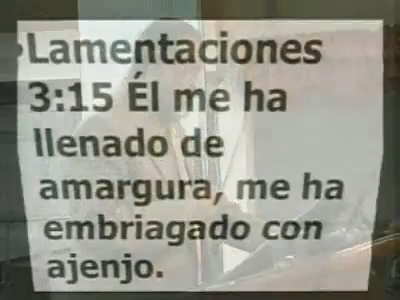 •Lamentaciones
3:15 Él me ha
llenado de
amargura, me ha
embriagado con
ajenjo.